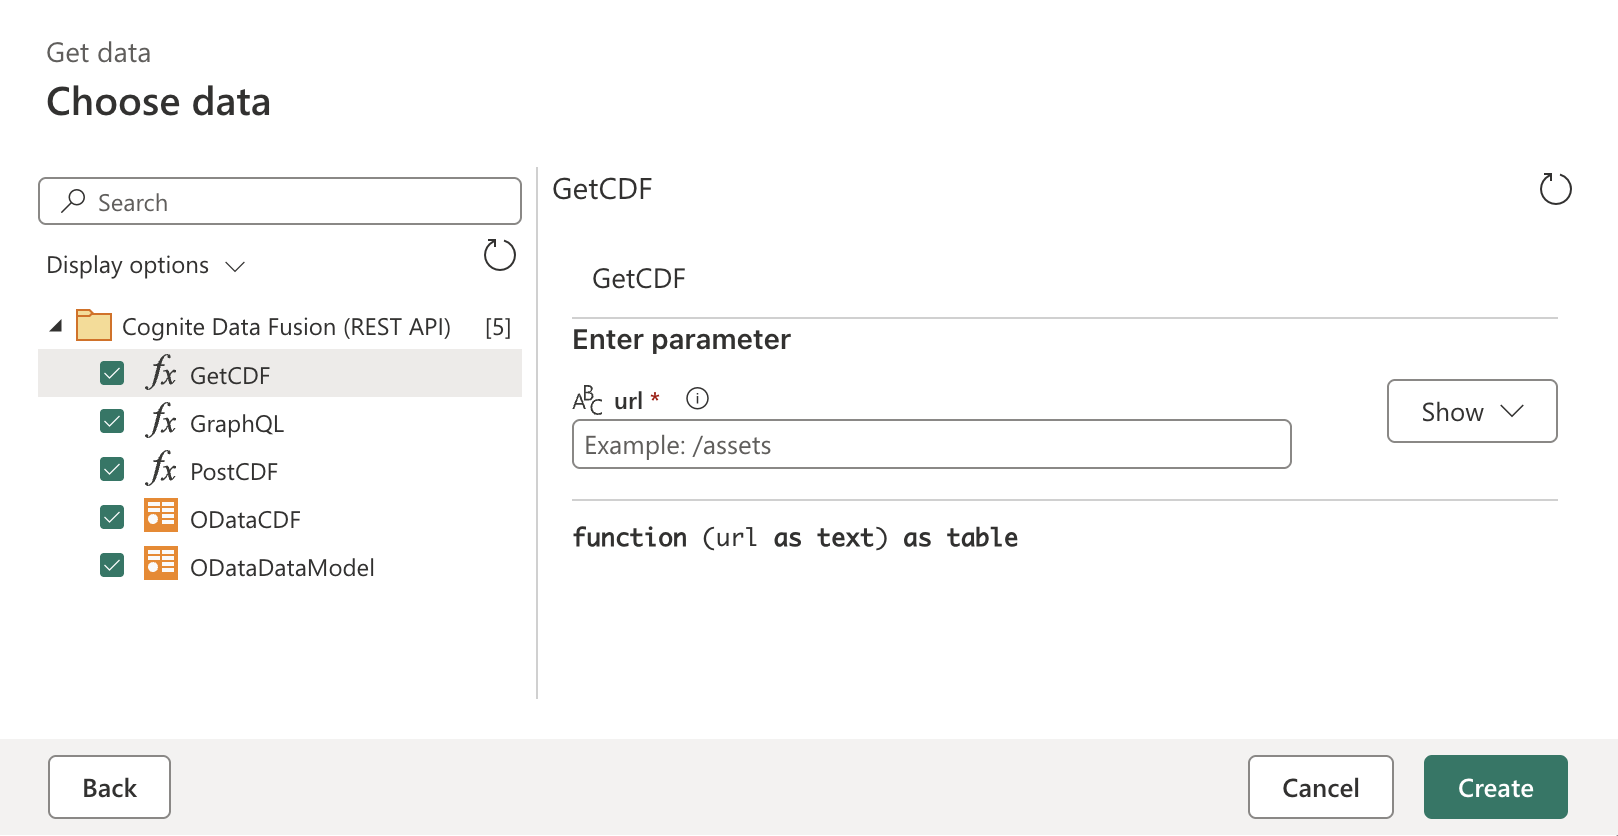 Get data
Choose data
Search
Display options
Cognite Data Fusion (REST API) [5]
fx GetCDF
fx GraphQL
fx PostCDF
ODataCDF
ODataDataModel
GetCDF
GetCDF
Enter parameter
ABC url *
Example: /assets
Show
function (url as text) as table
Back
Cancel
Create